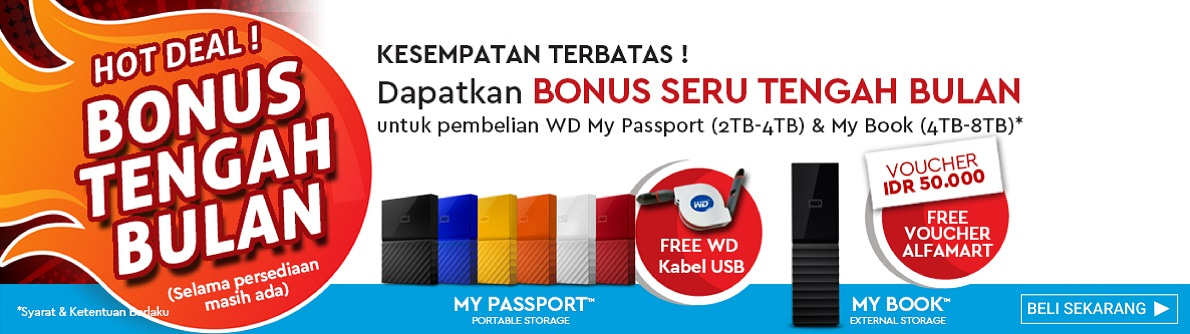 HOT DEAL !
BONUS
TENGAH
BULAN
(Selama persediaan
masih ada)
*Syarat & Ketentuan Berlaku
KESEMPATAN TERBATAS !
Dapatkan BONUS SERU TENGAH BULAN
untuk pembelian WD My Passport (2TB-4TB) & My Book (4TB-8TB)*
WD
FREE WD
Kabel USB
MY PASSPORT™
PORTABLE STORAGE
VOUCHER
IDR 50.000
FREE
VOUCHER
ALFAMART
MY BOOK™
EXTERNAL STORAGE
BELI SEKARANG